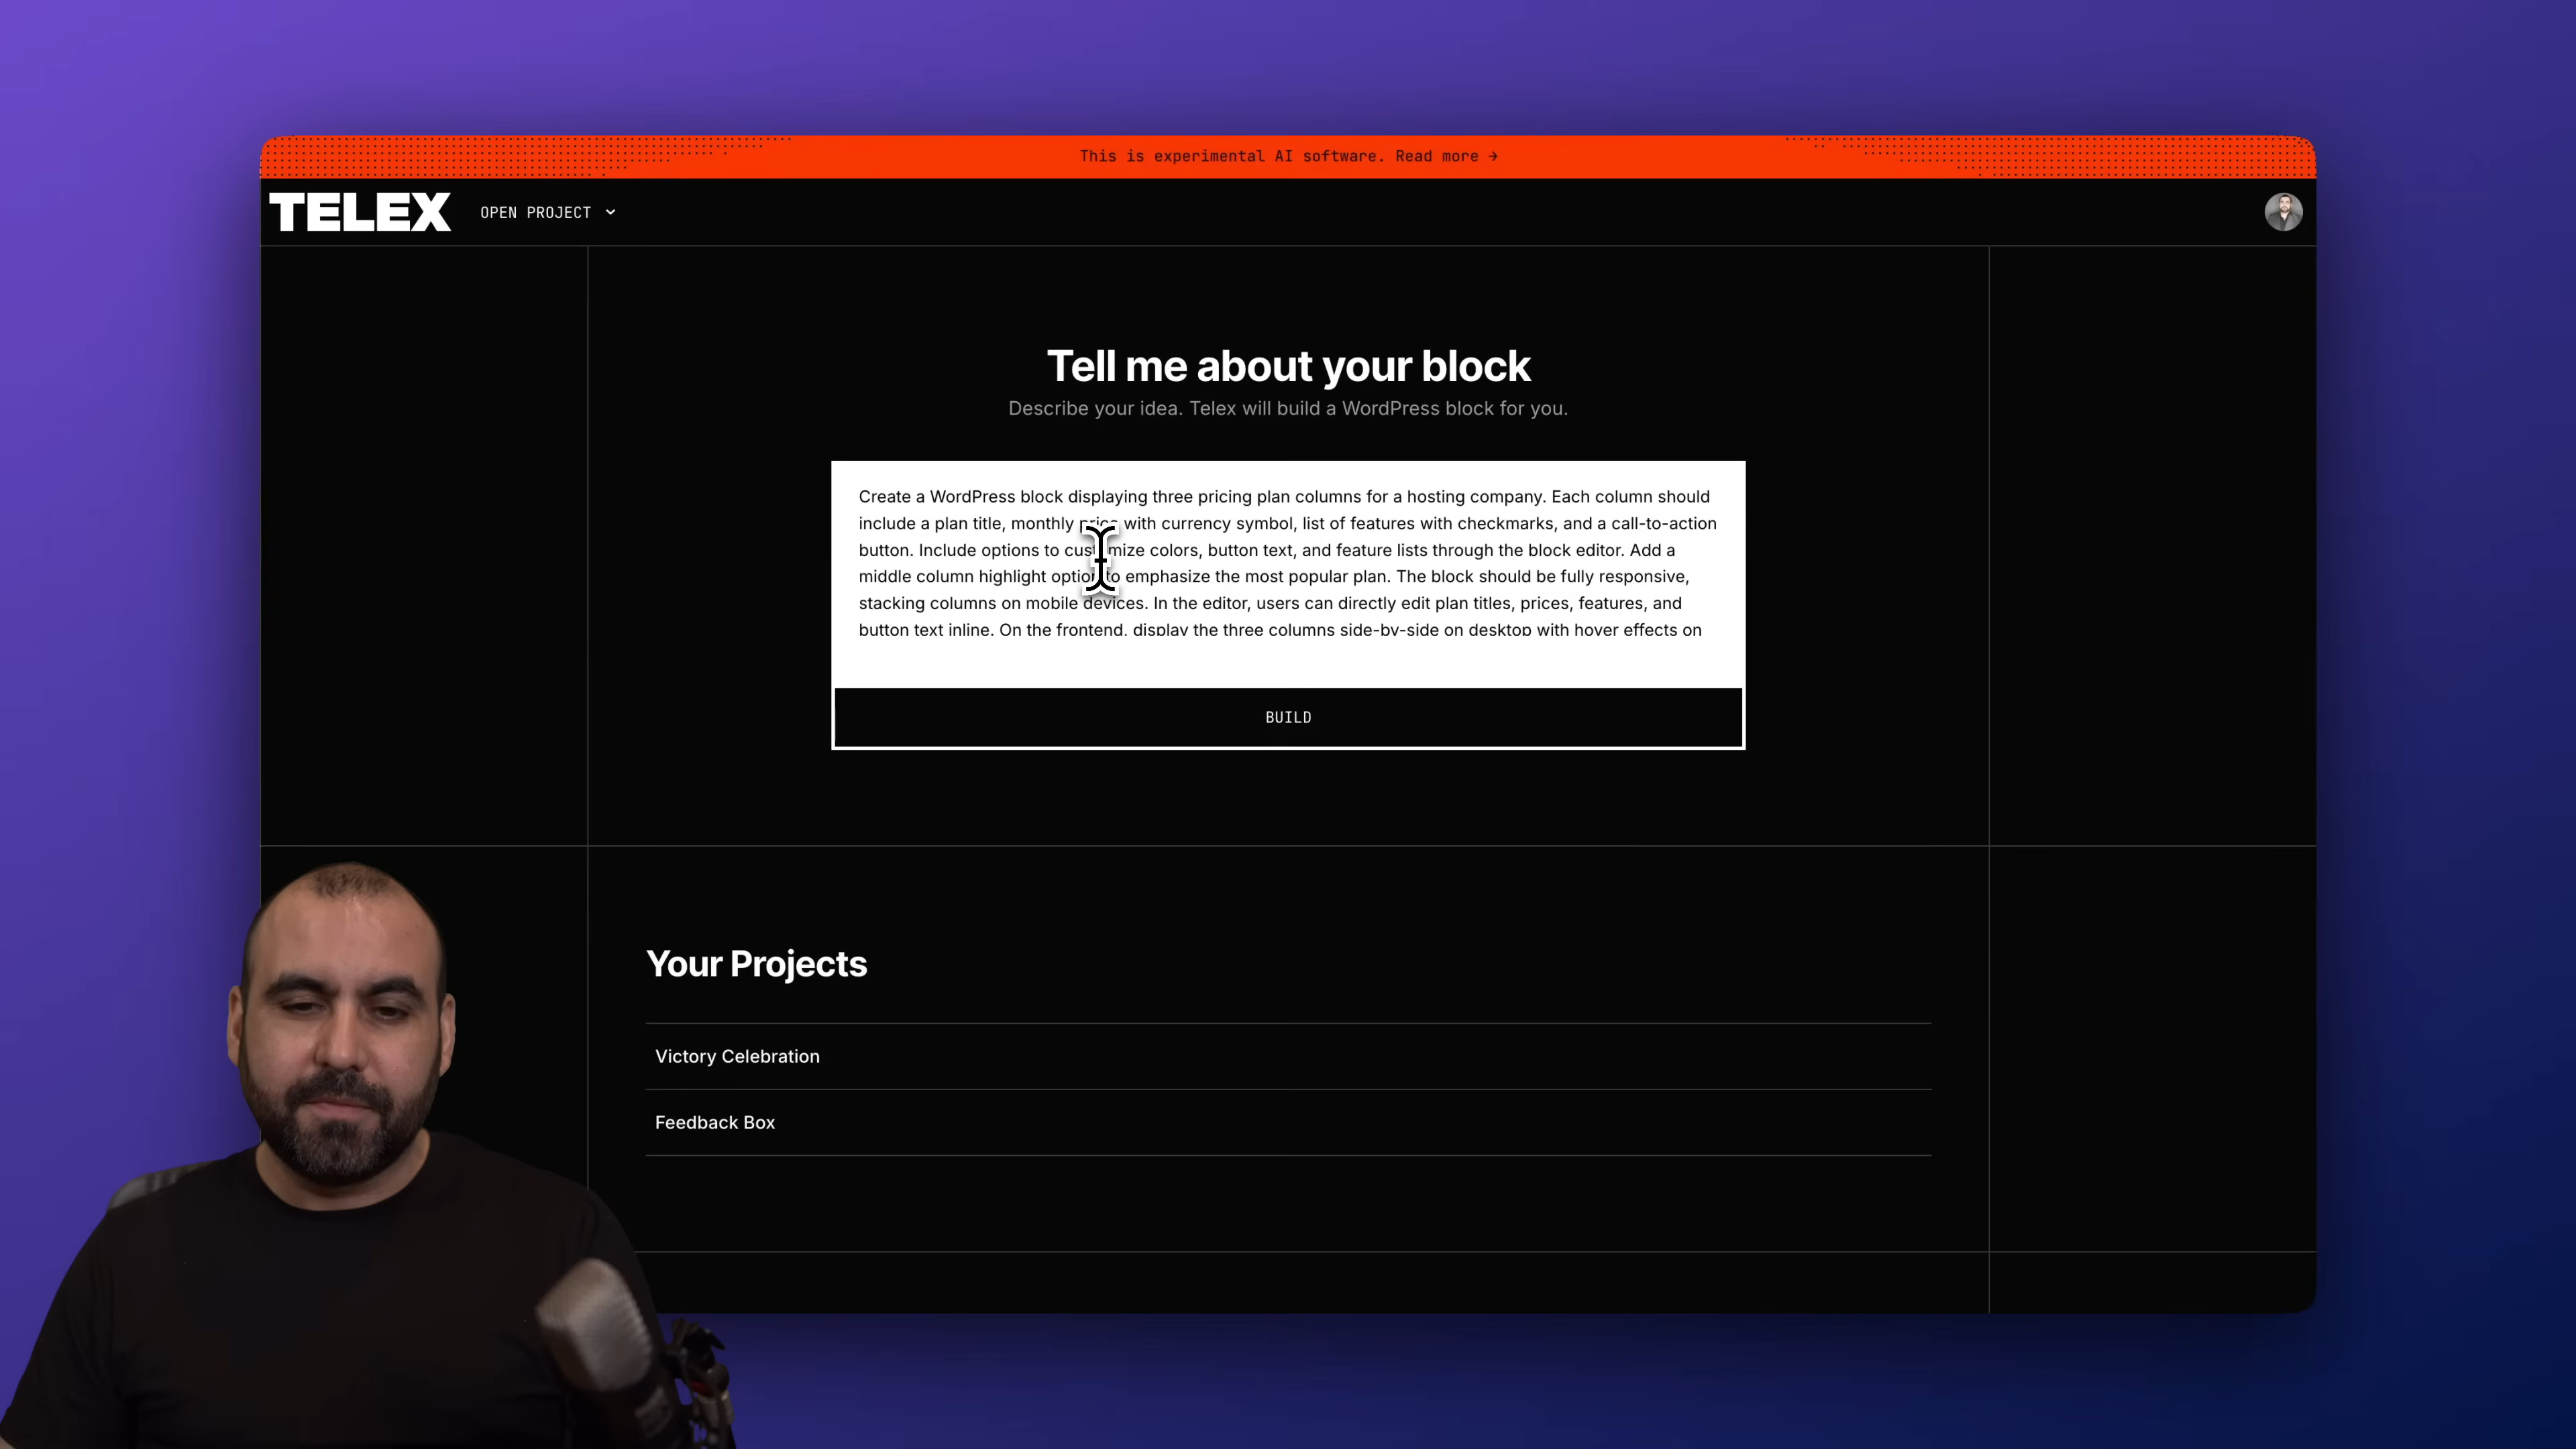 This is experimental AI software. Read more →
TELEX OPEN PROJECT
Tell me about your block
Describe your idea. Telex will build a WordPress block for you.
Create a WordPress block displaying three pricing plan columns for a hosting company. Each column should
include a plan title, monthly price with currency symbol, list of features with checkmarks, and a call-to-action
button. Include options to customize colors, button text, and feature lists through the block editor. Add a
middle column highlight option to emphasize the most popular plan. The block should be fully responsive,
stacking columns on mobile devices. In the editor, users can directly edit plan titles, prices, features, and
button text inline. On the frontend, display the three columns side-by-side on desktop with hover effects on
BUILD
Your Projects
Victory Celebration
Feedback Box